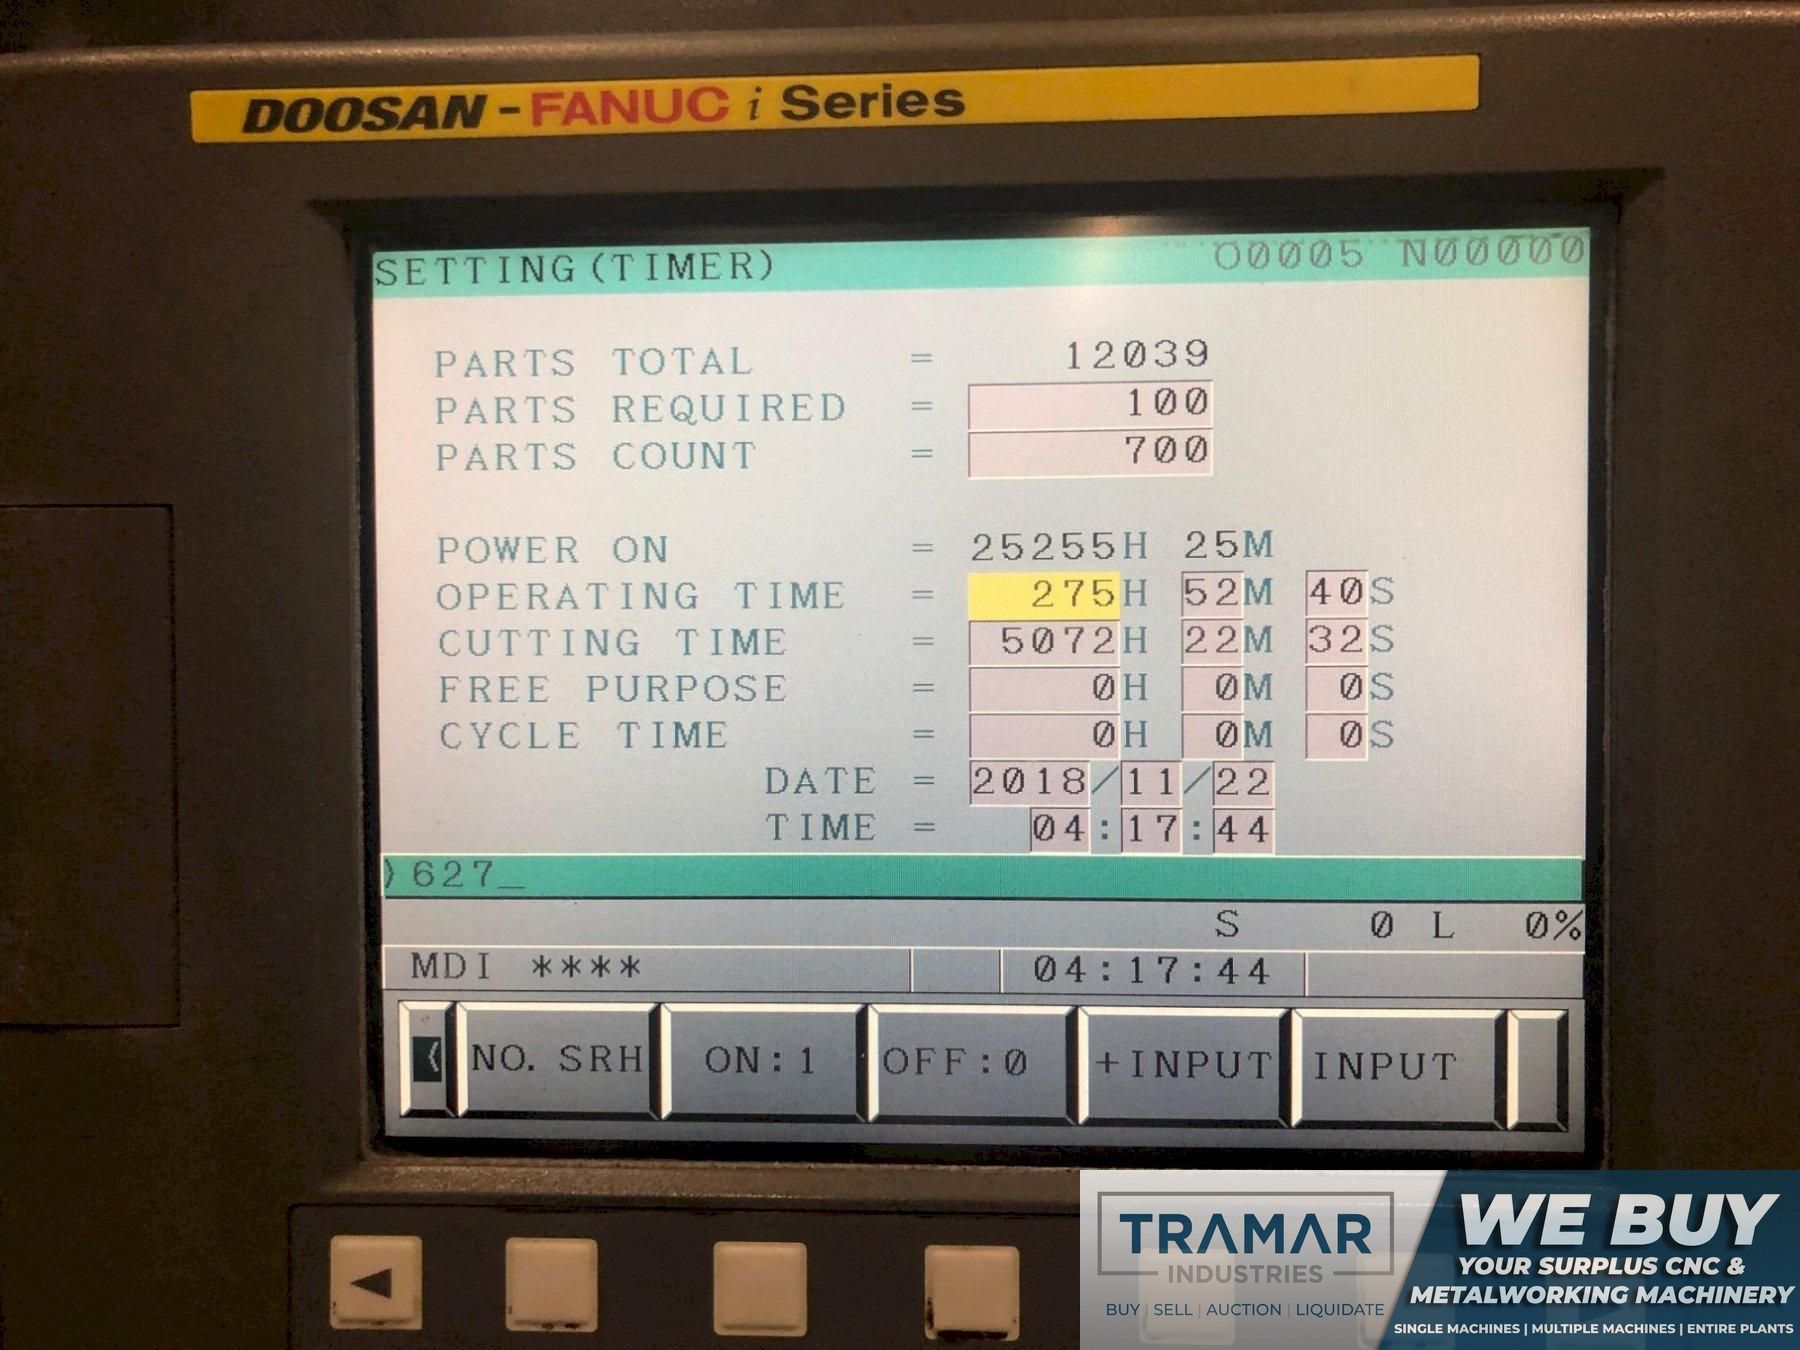 DOOSAN-FANUC i Series
SETTING(TIMER) O0005 N00000
PARTS TOTAL = 12039
PARTS REQUIRED = 100
PARTS COUNT = 700
POWER ON = 25255H 25M
OPERATING TIME = 275H 52M 40S
CUTTING TIME = 5072H 22M 32S
FREE PURPOSE = 0H 0M 0S
CYCLE TIME = 0H 0M 0S
DATE = 2018/11/22
TIME = 04:17:44
)627_
S 0 L 0%
MDI **** 04:17:44
NO. SRH ON:1 OFF:0 +INPUT INPUT
TRAMAR
INDUSTRIES
BUY | SELL | AUCTION | LIQUIDATE
WE BUY
YOUR SURPLUS CNC &
METALWORKING MACHINERY
SINGLE MACHINES | MULTIPLE MACHINES | ENTIRE PLANTS